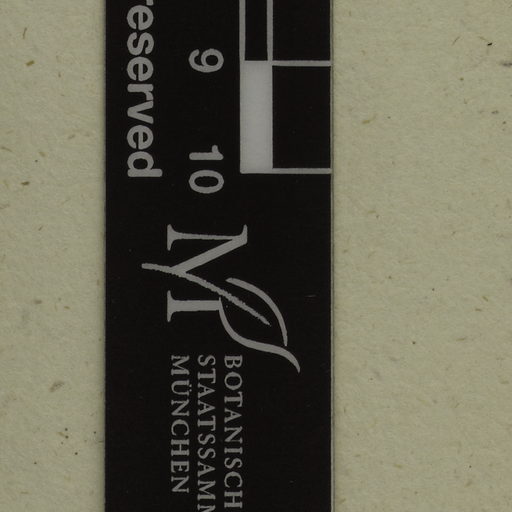 reserved
9 10
BOTANISCH
STAATSSAMM
MÜNCHEN